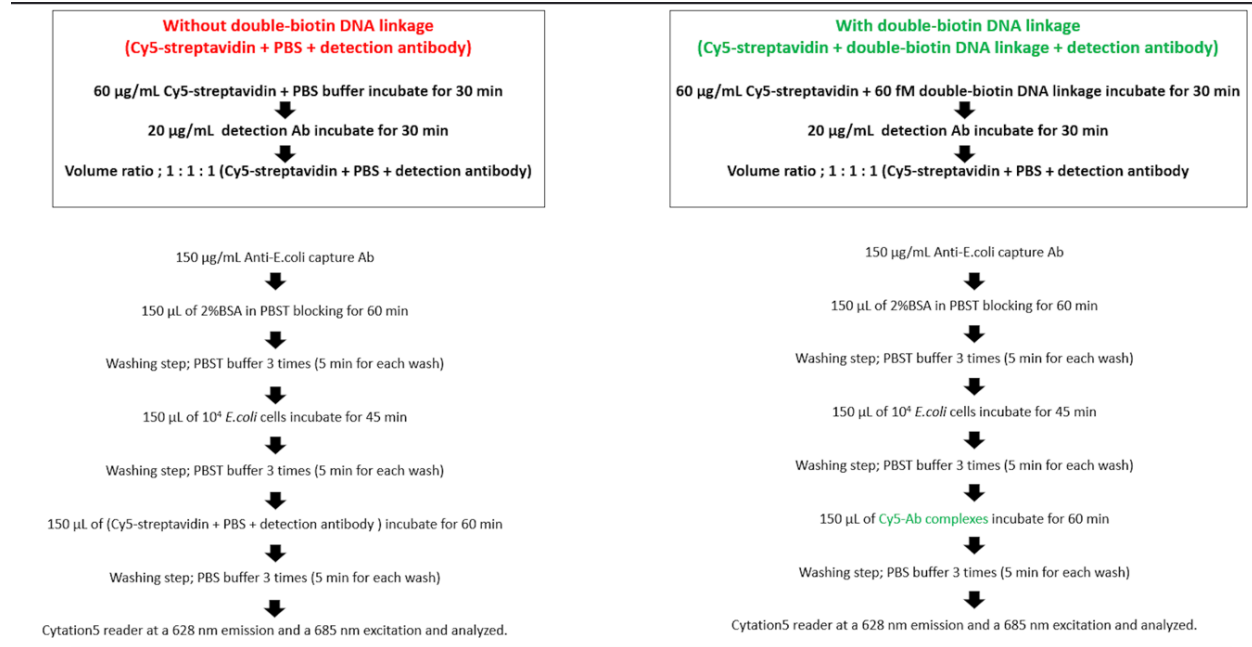 Without double-biotin DNA linkage
(Cy5-streptavidin + PBS + detection antibody)
60 µg/mL Cy5-streptavidin + PBS buffer incubate for 30 min
20 µg/mL detection Ab incubate for 30 min
Volume ratio ; 1 : 1 : 1 (Cy5-streptavidin + PBS + detection antibody)
150 µg/mL Anti-E.coli capture Ab
150 µL of 2%BSA in PBST blocking for 60 min
Washing step; PBST buffer 3 times (5 min for each wash)
150 µL of 10⁴ E.coli cells incubate for 45 min
Washing step; PBST buffer 3 times (5 min for each wash)
150 µL of (Cy5-streptavidin + PBS + detection antibody ) incubate for 60 min
Washing step; PBS buffer 3 times (5 min for each wash)
Cytation5 reader at a 628 nm emission and a 685 nm excitation and analyzed.
With double-biotin DNA linkage
(Cy5-streptavidin + double-biotin DNA linkage + detection antibody)
60 µg/mL Cy5-streptavidin + 60 fM double-biotin DNA linkage incubate for 30 min
20 µg/mL detection Ab incubate for 30 min
Volume ratio ; 1 : 1 : 1 (Cy5-streptavidin + PBS + detection antibody
150 µg/mL Anti-E.coli capture Ab
150 µL of 2%BSA in PBST blocking for 60 min
Washing step; PBST buffer 3 times (5 min for each wash)
150 µL of 10⁴ E.coli cells incubate for 45 min
Washing step; PBST buffer 3 times (5 min for each wash)
150 µL of Cy5-Ab complexes incubate for 60 min
Washing step; PBS buffer 3 times (5 min for each wash)
Cytation5 reader at a 628 nm emission and a 685 nm excitation and analyzed.